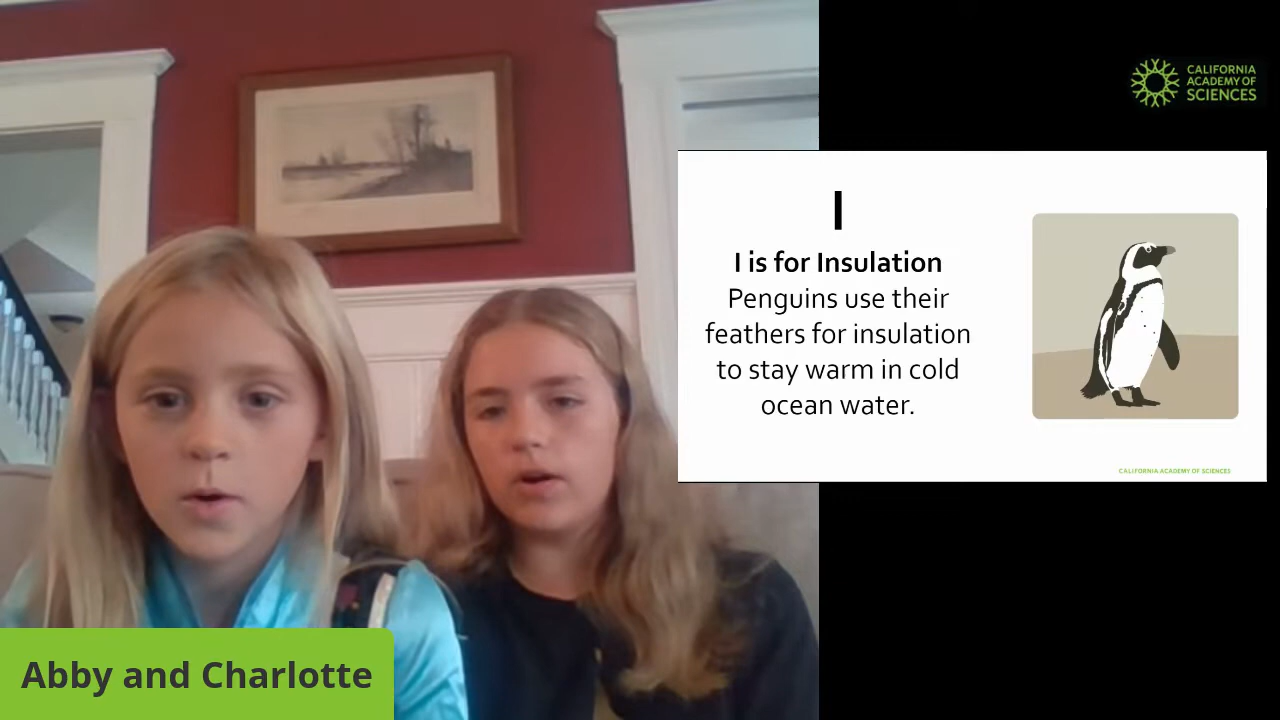 CALIFORNIA
ACADEMY OF
SCIENCES
I
I is for Insulation
Penguins use their
feathers for insulation
to stay warm in cold
ocean water.
CALIFORNIA ACADEMY OF SCIENCES
Abby and Charlotte